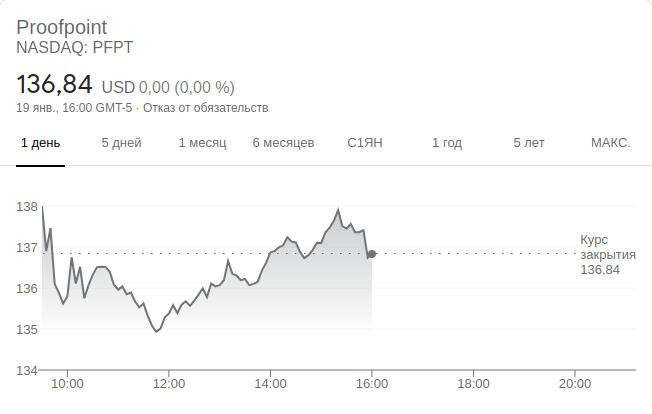 Proofpoint
NASDAQ: PFPT
136,84 USD 0,00 (0,00 %)
19 янв., 16:00 GMT-5 · Отказ от обязательств
1 день 5 дней 1 месяц 6 месяцев С1ЯН 1 год 5 лет МАКС.
138
137
136
135
134
Курс
закрытия
136,84
10:00 12:00 14:00 16:00 18:00 20:00